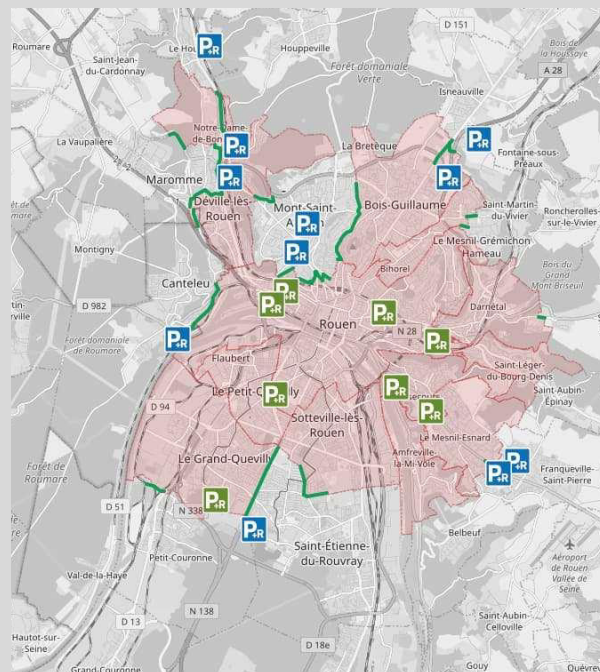 D 151
Roumare
Le Hou
Houppeville
Bois de
la Houssaye
Saint-Jean-
du-Cardonnay
Forêt domaniale
Verte
A 28
Isneauville
P+R
P+R
Notre-Dame-
de-Bon
P+R
La Vaupalière
La Bretèque
Fontaine-sous-
Préaux
Maromme
P+R
P+R
Déville-lès-
Rouen
Mont-Saint-
A
P+R
Bois-Guillaume
Saint-Martin-
du-Vivier
Roncherolles-
sur-le-Vivier
Montigny
P+R
Le Mesnil-Grémichon
Hameau
Bihorel
Bois du
Grand
Mont Briseuil
Canteleu
P+R
D 982
P+R
Darnétal
P+R
Rouen
N 28
Forêt domaniale
de Roumare
P+R
P+R
Flaubert
Saint-Léger-
du-Bourg-Denis
Le Petit-Q
lly
P+R
P+R
Saint-Aubin-
Épinay
D 94
P+R
Sotteville-lès-
Rouen
Le Mesnil-Esnard
Amfreville-
la-Mi-Voie
Le Grand-Quevilly
P+R
P+R
Franqueville-
Saint-Pierre
Forêt de
Roumare
D 51
N 338
P+R
P+R
Belbeuf
Saint-Étienne-
du-Rouvray
Petit-Couronne
Aéroport
de Rouen
Vallée de
Seine
Val-de-la-Haye
N 138
D 13
Saint-Aubin-
Celloville
Hautot-sur-
Seine
D 18e
Grand-Couronne
Gouy
Quévre